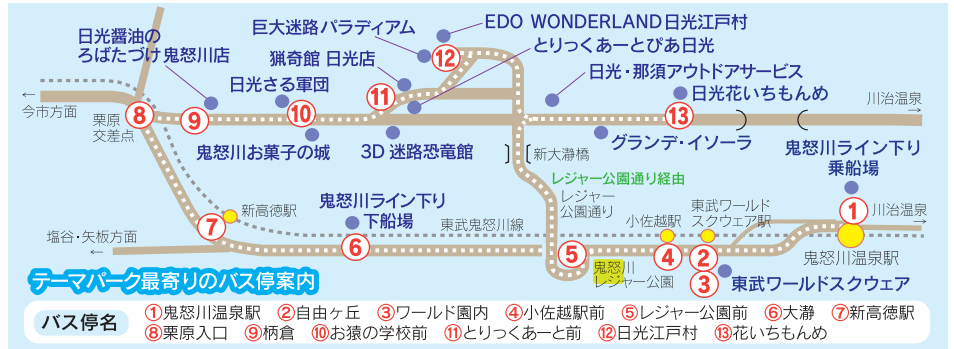 日光醤油の
ろばたづけ 鬼怒川店
巨大迷路 パラディアム
EDO WONDERLAND 日光江戸村
とりっくあーとぴあ日光
猟奇館 日光店
⑫
日光さる軍団
⑪
日光・那須アウトドアサービス
日光花いちもんめ
←
今市方面
⑧
栗原
交差点
⑨
⑩
⑬
川治温泉
→
鬼怒川お菓子の城
3D 迷路恐竜館
グランデ・イソーラ
新大瀞橋
鬼怒川ライン下り
乗船場
レジャー公園通り経由
レジャー
公園通り
鬼怒川ライン下り
下船場
新高徳駅
⑦
東武鬼怒川線
小佐越駅
東武ワールド
スクウェア駅
①
川治温泉
→
塩谷・矢板方面
←
⑥
⑤
④
②
③
鬼怒川温泉駅
鬼怒川
レジャー公園
東武ワールドスクウェア
テーマパーク最寄りのバス停案内
バス停名
①鬼怒川温泉駅 ②自由ヶ丘 ③ワールド園内 ④小佐越駅前 ⑤レジャー公園前 ⑥大瀞 ⑦新高徳駅
⑧栗原入口 ⑨柄倉 ⑩お猿の学校前 ⑪とりっくあーと前 ⑫日光江戸村 ⑬花いちもんめ